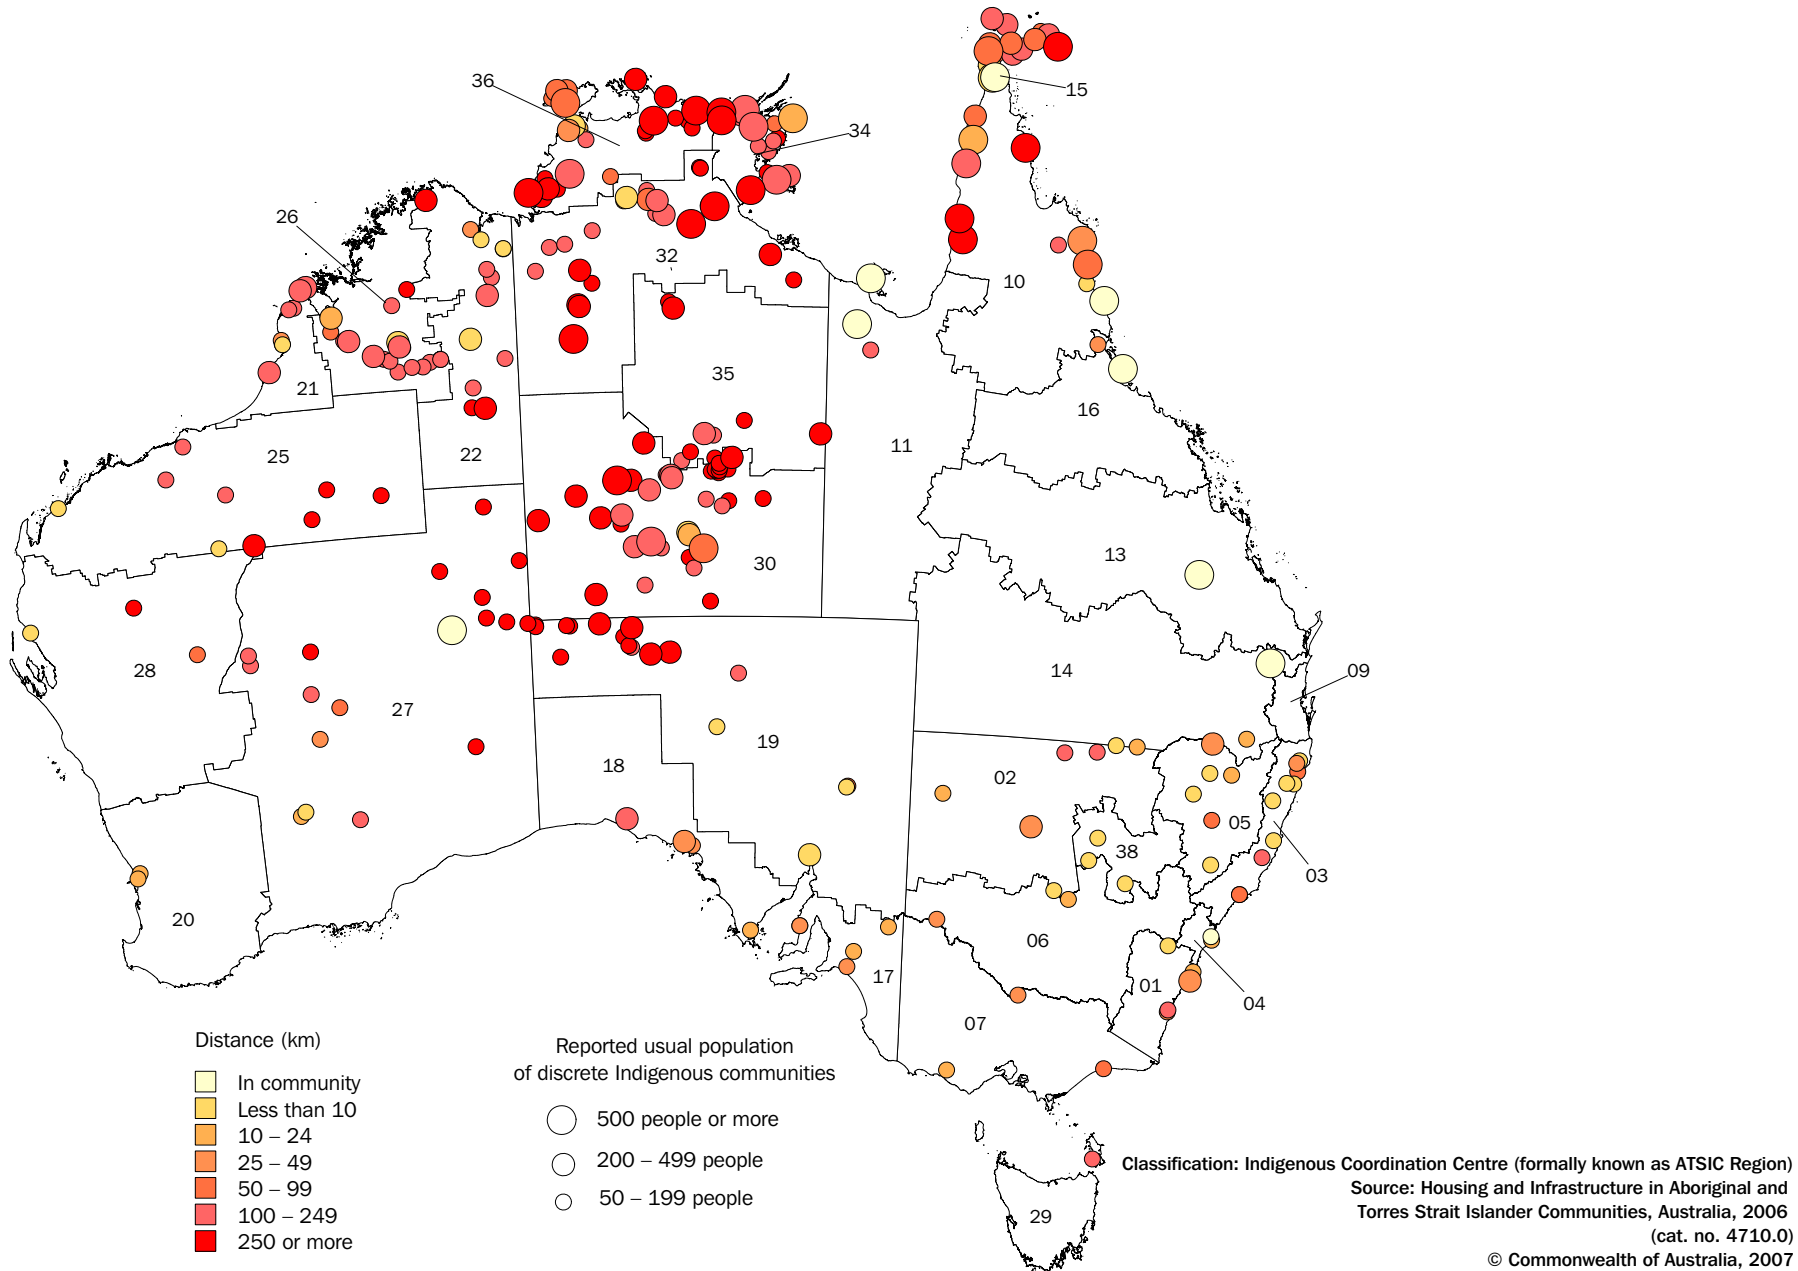 36
15
34
26
32
10
35
21
16
25
22
11
13
30
14
09
28
27
19
18
02
05
38
03
20
06
17
01
04
07
29
Distance (km)
In community
Less than 10
10 – 24
25 – 49
50 – 99
100 – 249
250 or more
Reported usual population
of discrete Indigenous communities
500 people or more
200 – 499 people
50 – 199 people
Classification: Indigenous Coordination Centre (formally known as ATSIC Region)
Source: Housing and Infrastructure in Aboriginal and
Torres Strait Islander Communities, Australia, 2006
(cat. no. 4710.0)
© Commonwealth of Australia, 2007